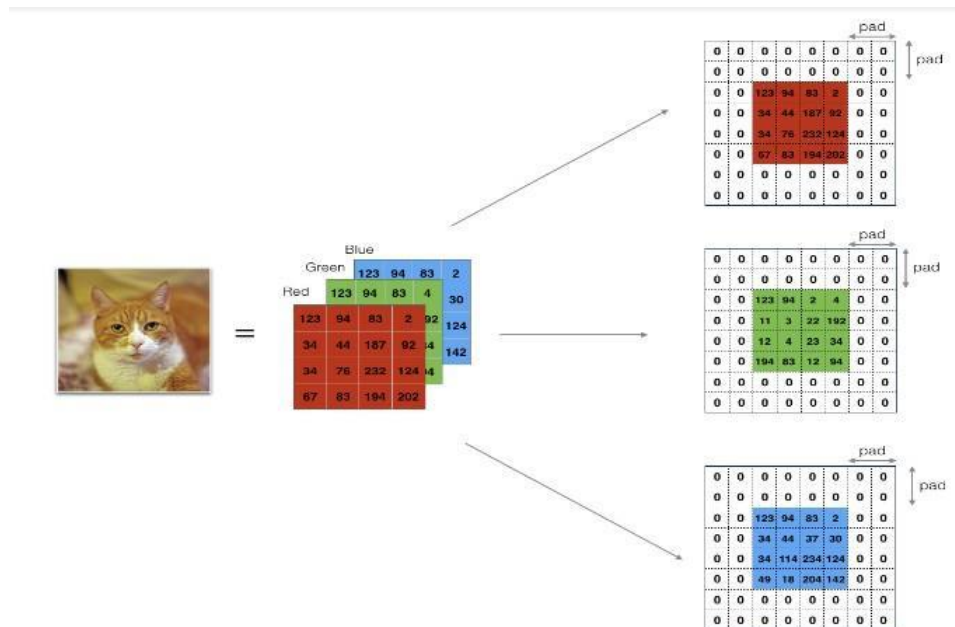 pad
0 0 0 0 0 0 0 0
pad
0 0 0 0 0 0 0 0
0 0 123 94 83 2 0 0
0 0 34 44 187 92 0 0
0 0 34 76 232 124 0 0
0 0 67 83 194 202 0 0
0 0 0 0 0 0 0 0
0 0 0 0 0 0 0 0
Blue
123 94 83 2
30
124
142
Green
123 94 83 4
92
34
94
Red
123 94 83 2
34 44 187 92
34 76 232 124
67 83 194 202
=
pad
0 0 0 0 0 0 0 0
pad
0 0 0 0 0 0 0 0
0 0 123 94 2 4 0 0
0 0 11 3 22 192 0 0
0 0 12 4 23 34 0 0
0 0 194 83 12 94 0 0
0 0 0 0 0 0 0 0
0 0 0 0 0 0 0 0
pad
0 0 0 0 0 0 0 0
pad
0 0 0 0 0 0 0 0
0 0 123 94 83 2 0 0
0 0 34 44 37 30 0 0
0 0 34 114 234 124 0 0
0 0 49 18 204 142 0 0
0 0 0 0 0 0 0 0
0 0 0 0 0 0 0 0